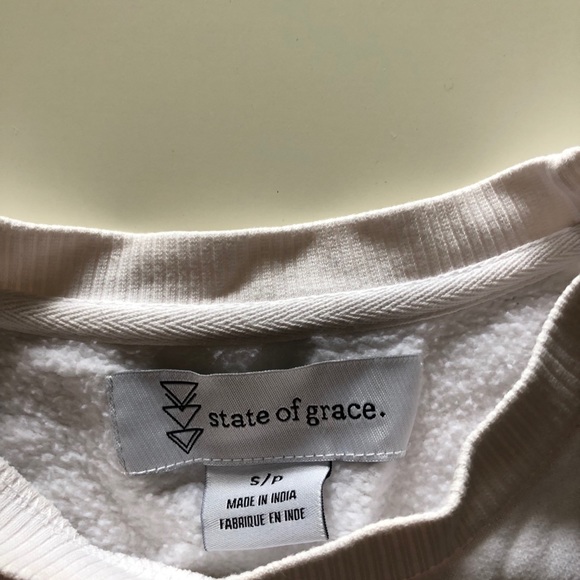 state of grace.
S/P
MADE IN INDIA
FABRIQUE EN INDE